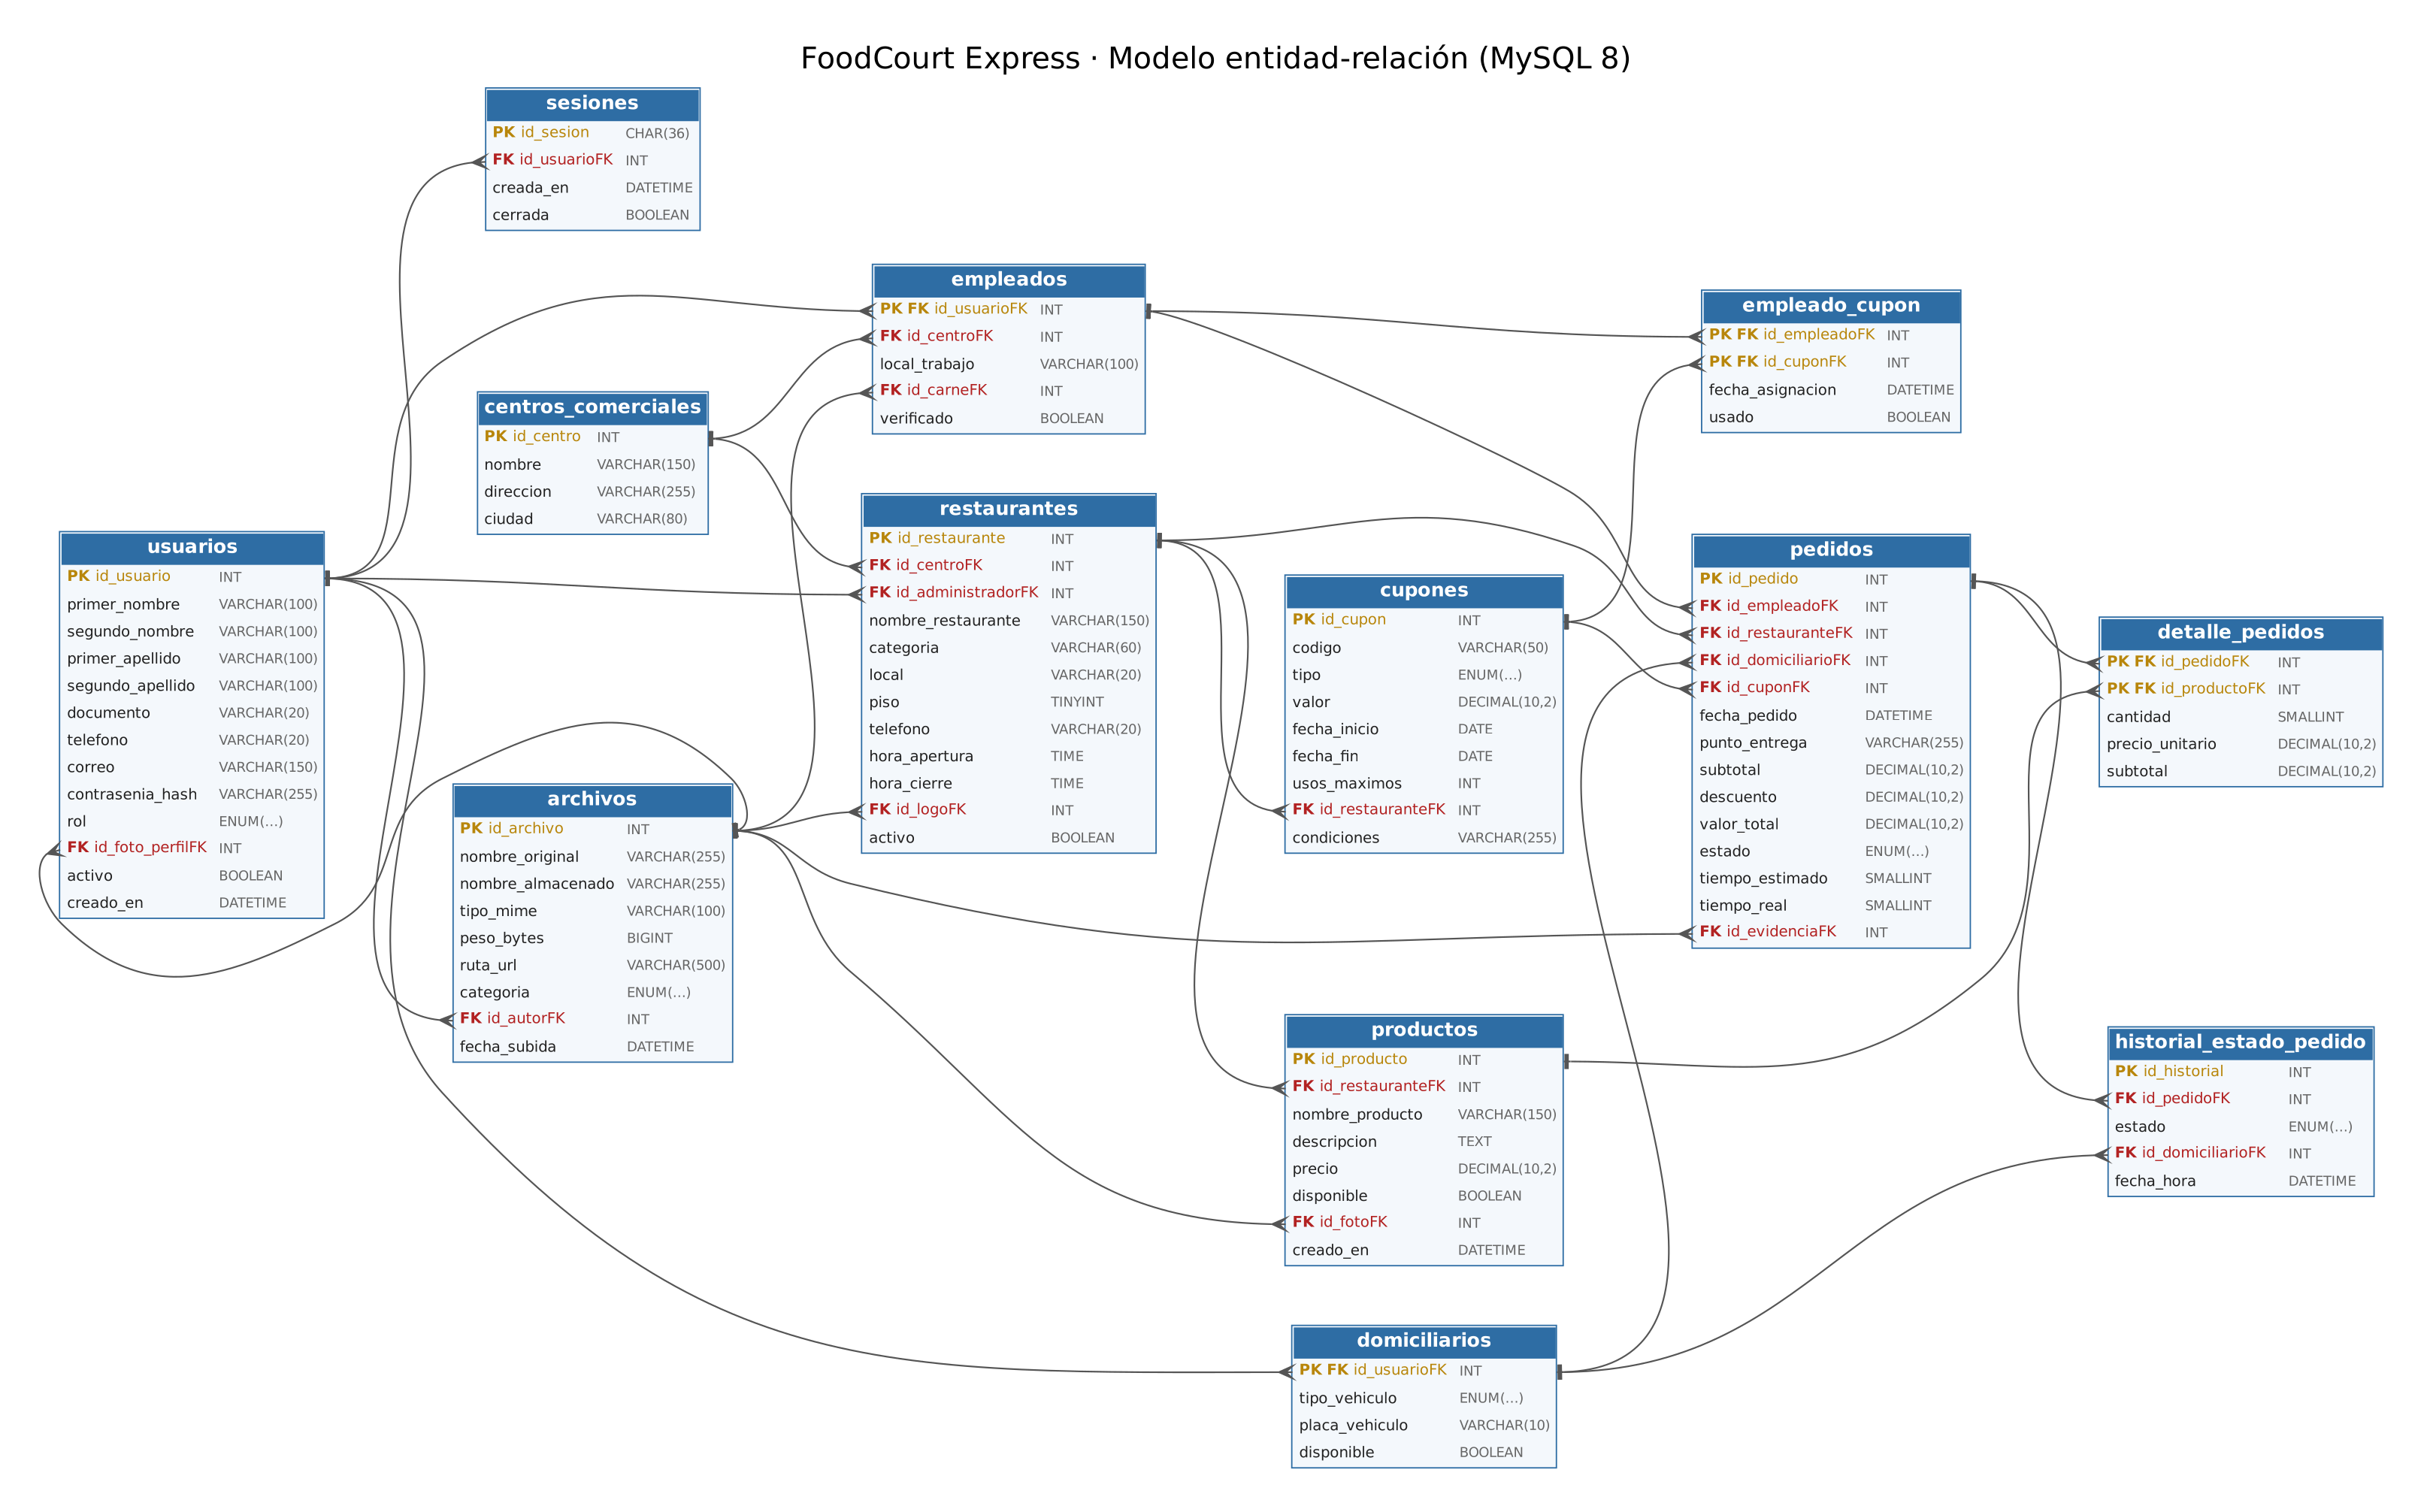 FoodCourt Express · Modelo entidad-relación (MySQL 8)
sesiones
PK id_sesion CHAR(36)
FK id_usuarioFK INT
creada_en DATETIME
cerrada BOOLEAN
empleados
PK FK id_usuarioFK INT
FK id_centroFK INT
local_trabajo VARCHAR(100)
FK id_carneFK INT
verificado BOOLEAN
empleado_cupon
PK FK id_empleadoFK INT
PK FK id_cuponFK INT
fecha_asignacion DATETIME
usado BOOLEAN
centros_comerciales
PK id_centro INT
nombre VARCHAR(150)
direccion VARCHAR(255)
ciudad VARCHAR(80)
usuarios
PK id_usuario INT
primer_nombre VARCHAR(100)
segundo_nombre VARCHAR(100)
primer_apellido VARCHAR(100)
segundo_apellido VARCHAR(100)
documento VARCHAR(20)
telefono VARCHAR(20)
correo VARCHAR(150)
contrasenia_hash VARCHAR(255)
rol ENUM(...)
FK id_foto_perfilFK INT
activo BOOLEAN
creado_en DATETIME
restaurantes
PK id_restaurante INT
FK id_centroFK INT
FK id_administradorFK INT
nombre_restaurante VARCHAR(150)
categoria VARCHAR(60)
local VARCHAR(20)
piso TINYINT
telefono VARCHAR(20)
hora_apertura TIME
hora_cierre TIME
FK id_logoFK INT
activo BOOLEAN
cupones
PK id_cupon INT
codigo VARCHAR(50)
tipo ENUM(...)
valor DECIMAL(10,2)
fecha_inicio DATE
fecha_fin DATE
usos_maximos INT
FK id_restauranteFK INT
condiciones VARCHAR(255)
pedidos
PK id_pedido INT
FK id_empleadoFK INT
FK id_restauranteFK INT
FK id_domiciliarioFK INT
FK id_cuponFK INT
fecha_pedido DATETIME
punto_entrega VARCHAR(255)
subtotal DECIMAL(10,2)
descuento DECIMAL(10,2)
valor_total DECIMAL(10,2)
estado ENUM(...)
tiempo_estimado SMALLINT
tiempo_real SMALLINT
FK id_evidenciaFK INT
detalle_pedidos
PK FK id_pedidoFK INT
PK FK id_productoFK INT
cantidad SMALLINT
precio_unitario DECIMAL(10,2)
subtotal DECIMAL(10,2)
archivos
PK id_archivo INT
nombre_original VARCHAR(255)
nombre_almacenado VARCHAR(255)
tipo_mime VARCHAR(100)
peso_bytes BIGINT
ruta_url VARCHAR(500)
categoria ENUM(...)
FK id_autorFK INT
fecha_subida DATETIME
productos
PK id_producto INT
FK id_restauranteFK INT
nombre_producto VARCHAR(150)
descripcion TEXT
precio DECIMAL(10,2)
disponible BOOLEAN
FK id_fotoFK INT
creado_en DATETIME
historial_estado_pedido
PK id_historial INT
FK id_pedidoFK INT
estado ENUM(...)
FK id_domiciliarioFK INT
fecha_hora DATETIME
domiciliarios
PK FK id_usuarioFK INT
tipo_vehiculo ENUM(...)
placa_vehiculo VARCHAR(10)
disponible BOOLEAN